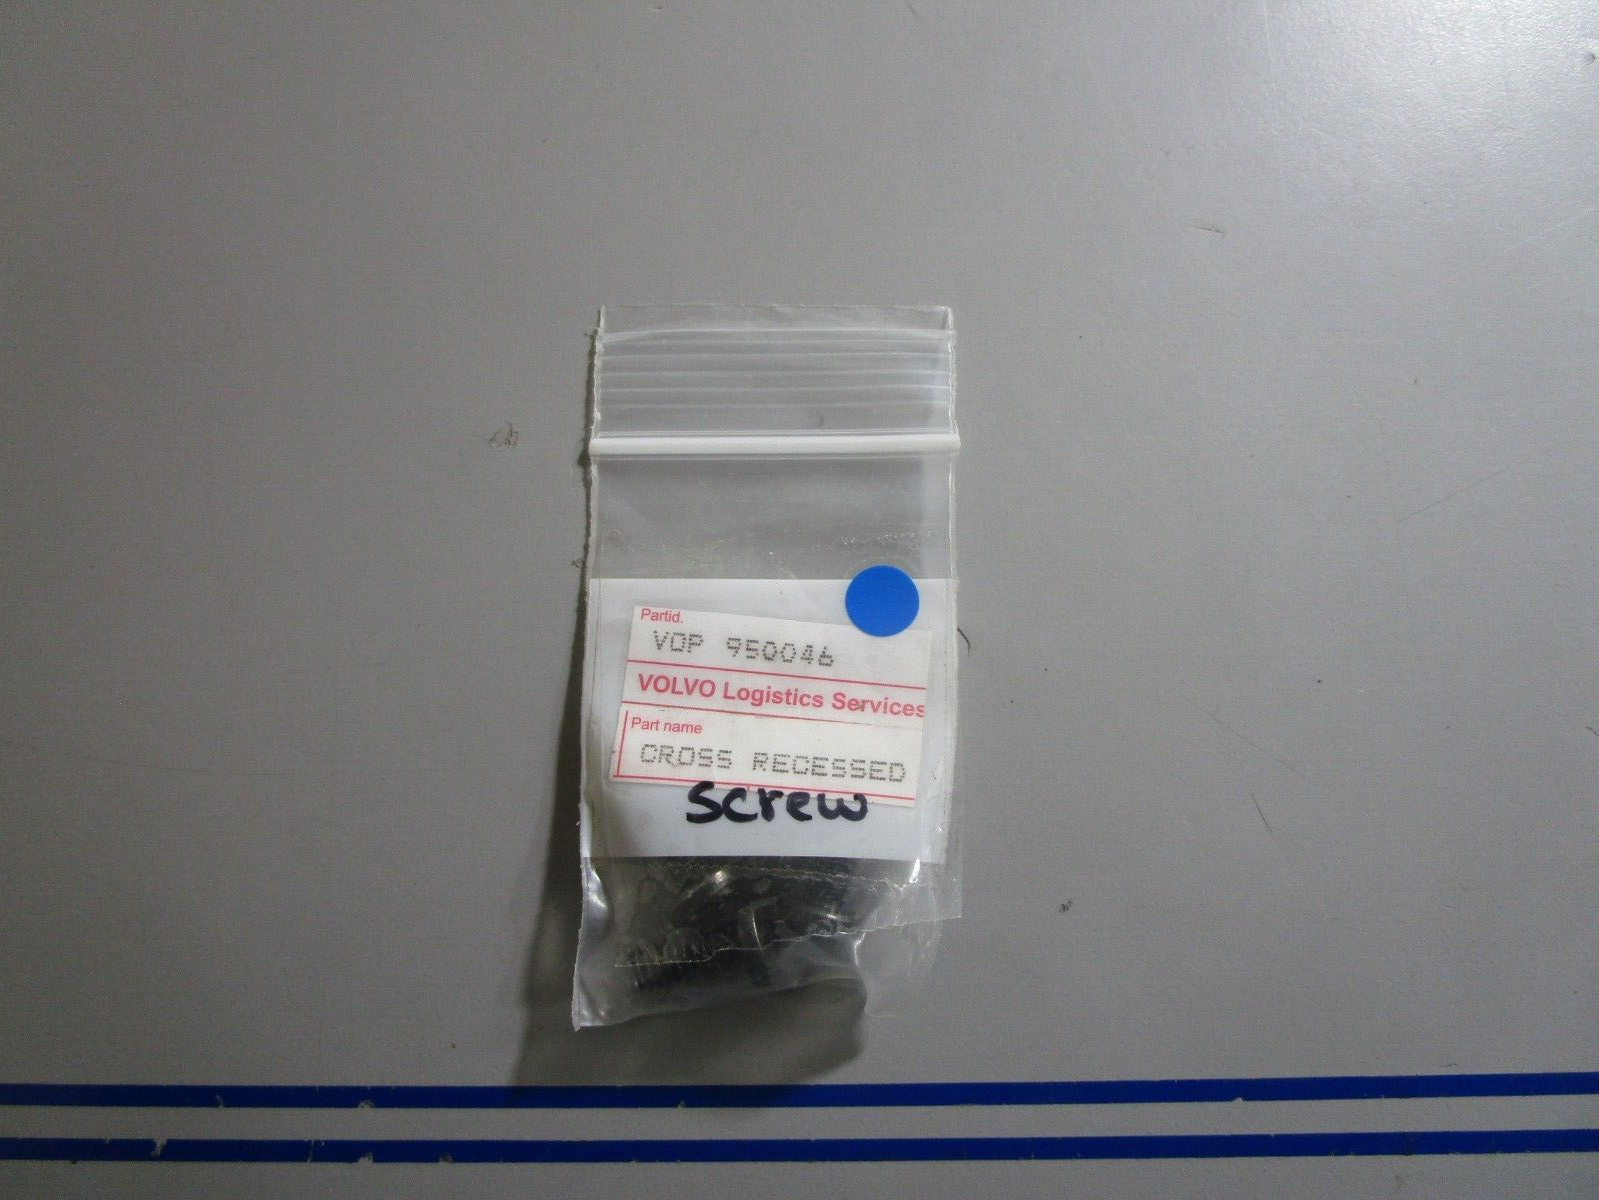 Partid.
VOP 950046
VOLVO Logistics Services
Part name
CROSS RECESSED
Screw